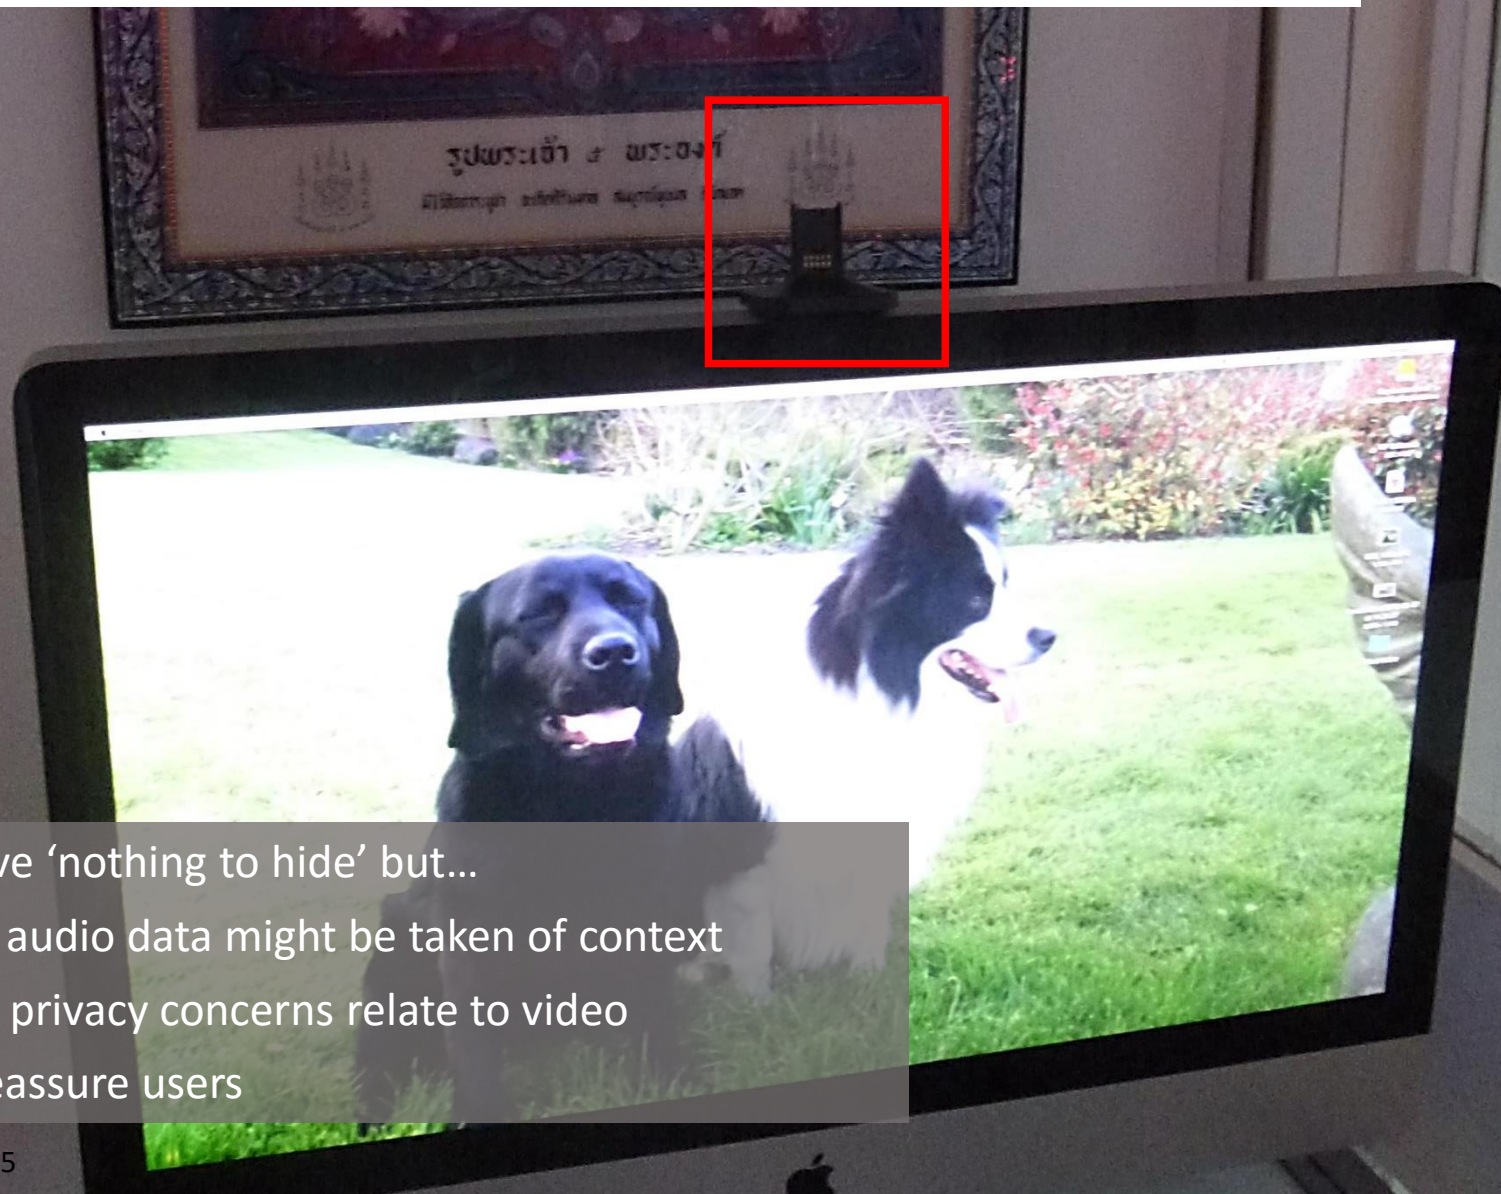 รูปพระเจ้า ๕ พระองค์
ve ‘nothing to hide’ but…
audio data might be taken of context
privacy concerns relate to video
eassure users
5